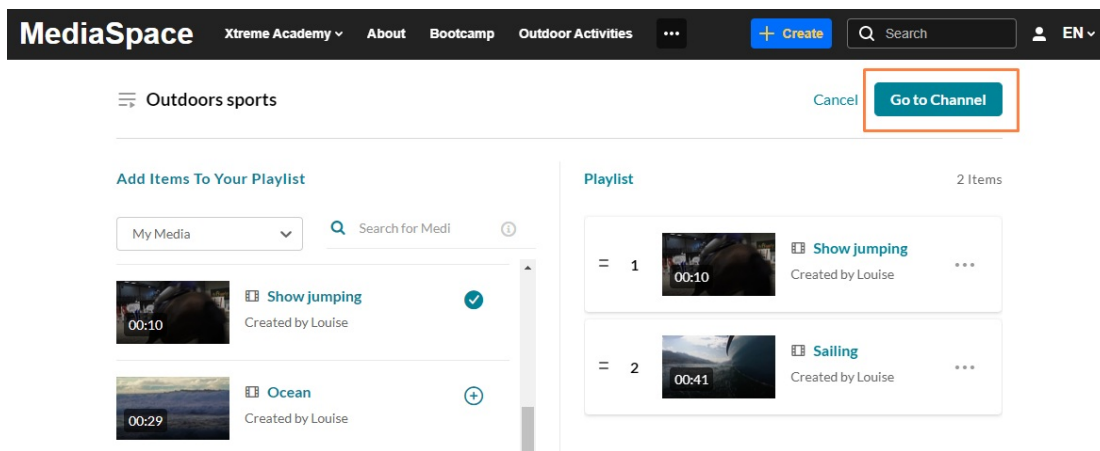 MediaSpace Xtreme Academy About Bootcamp Outdoor Activities ... + Create Search EN
Outdoors sports Cancel Go to Channel
Add Items To Your Playlist
My Media Search for Medi
00:10 Show jumping
Created by Louise
00:29 Ocean
Created by Louise
Playlist 2 Items
1 00:10 Show jumping
Created by Louise
2 00:41 Sailing
Created by Louise